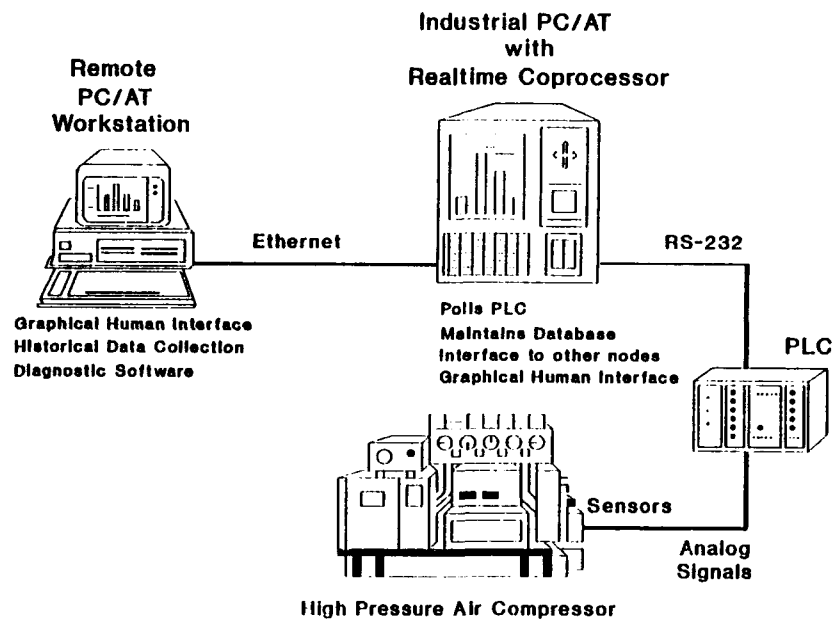 Industrial PC/AT
with
Realtime Coprocessor
Remote
PC/AT
Workstation
Ethernet
RS-232
Graphical Human Interface
Historical Data Collection
Diagnostic Software
Polls PLC
Maintains Database
Interface to other nodes
Graphical Human Interface
PLC
Sensors
Analog
Signals
High Pressure Air Compressor